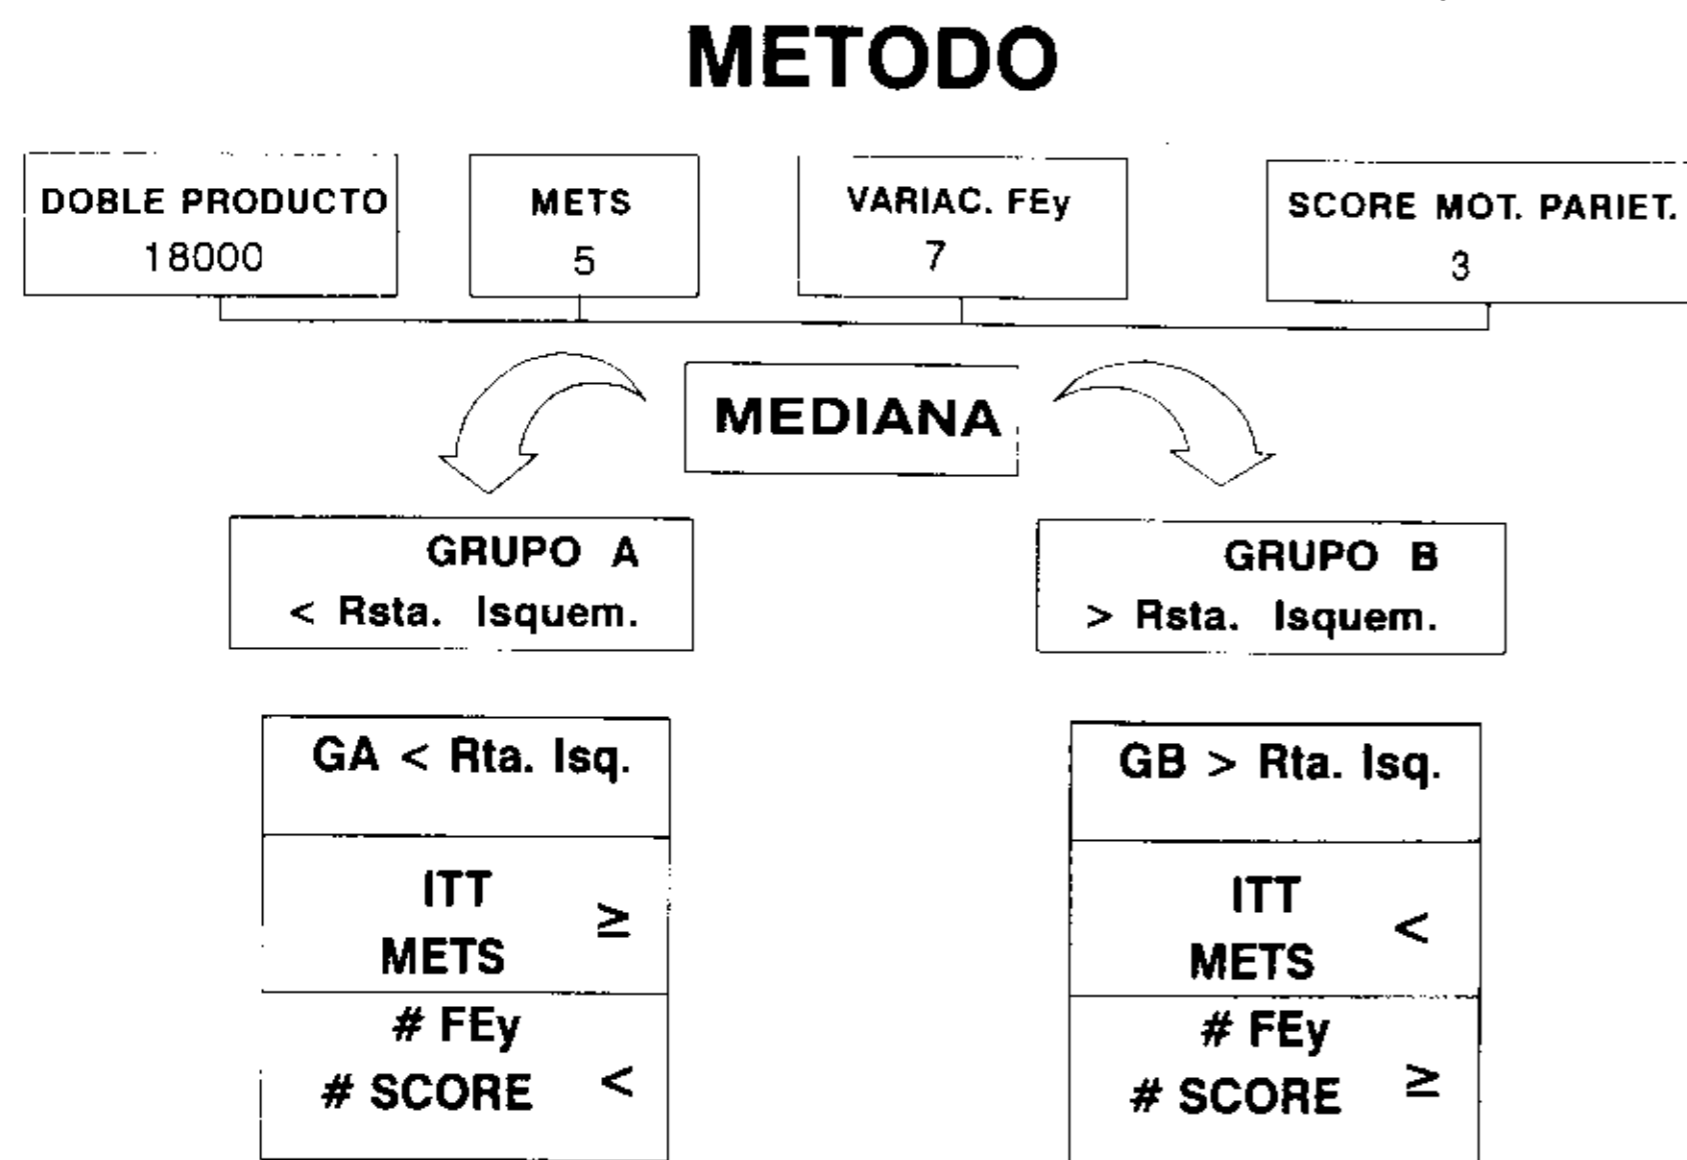 METODO
DOBLE PRODUCTO
18000
METS
5
VARIAC. FEy
7
SCORE MOT. PARIET.
3
MEDIANA
GRUPO A
< Rsta. Isquem.
GRUPO B
> Rsta. Isquem.
GA < Rta. Isq.
ITT
METS ≥
# FEy
# SCORE <
GB > Rta. Isq.
ITT
METS <
# FEy
# SCORE ≥